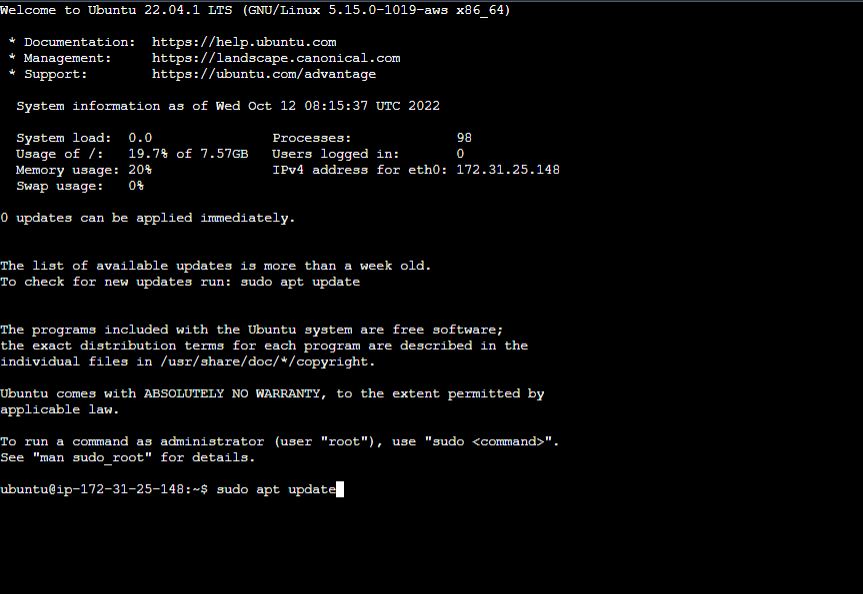 Welcome to Ubuntu 22.04.1 LTS (GNU/Linux 5.15.0-1019-aws x86_64)
* Documentation:  https://help.ubuntu.com
* Management:     https://landscape.canonical.com
* Support:        https://ubuntu.com/advantage
System information as of Wed Oct 12 08:15:37 UTC 2022
System load:  0.0               Processes:             98
Usage of /:   19.7% of 7.57GB   Users logged in:       0
Memory usage: 20%               IPv4 address for eth0: 172.31.25.148
Swap usage:   0%
0 updates can be applied immediately.
The list of available updates is more than a week old.
To check for new updates run: sudo apt update
The programs included with the Ubuntu system are free software;
the exact distribution terms for each program are described in the
individual files in /usr/share/doc/*/copyright.
Ubuntu comes with ABSOLUTELY NO WARRANTY, to the extent permitted by
applicable law.
To run a command as administrator (user "root"), use "sudo <command>".
See "man sudo_root" for details.
ubuntu@ip-172-31-25-148:~$ sudo apt update